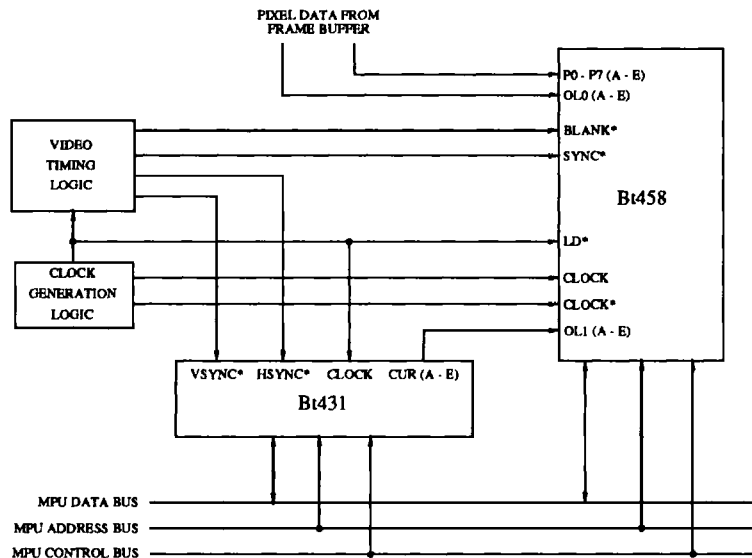 PIXEL DATA FROM
FRAME BUFFER
P0 - P7 (A - E)
OL0 (A - E)
BLANK*
SYNC*
Bt458
LD*
CLOCK
CLOCK*
OL1 (A - E)
VIDEO
TIMING
LOGIC
CLOCK
GENERATION
LOGIC
VSYNC* HSYNC* CLOCK CUR (A - E)
Bt431
MPU DATA BUS
MPU ADDRESS BUS
MPU CONTROL BUS